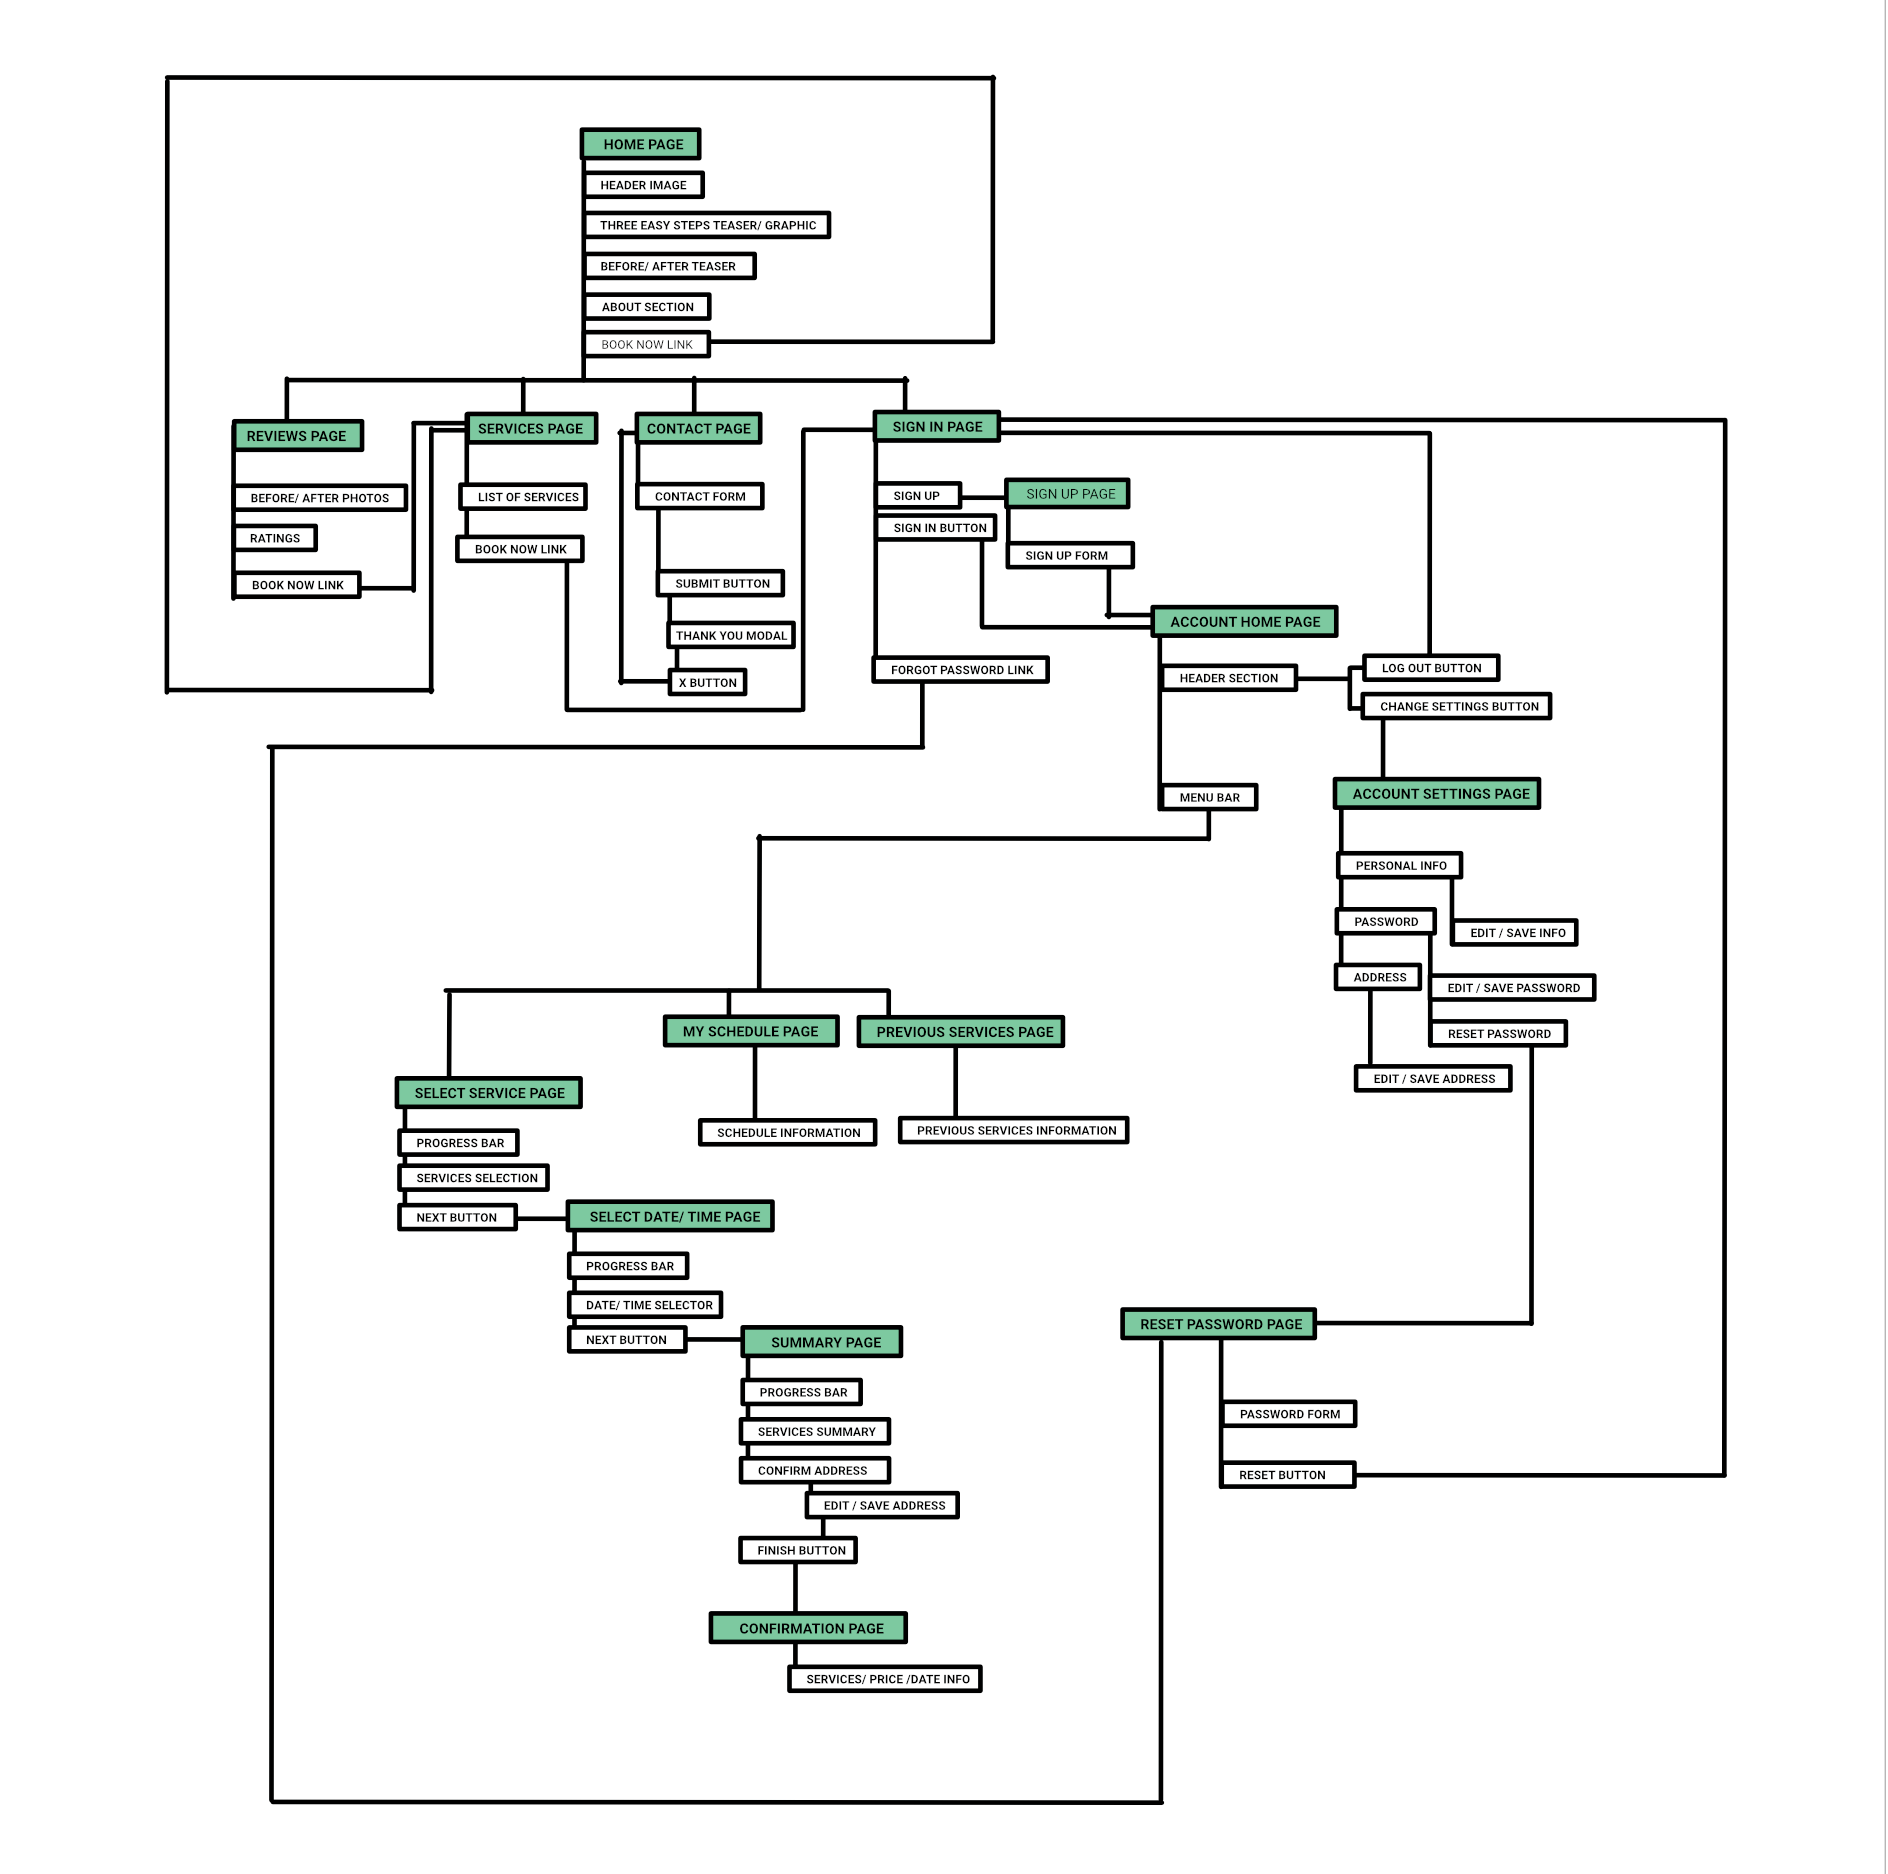 HOME PAGE
HEADER IMAGE
THREE EASY STEPS TEASER/ GRAPHIC
BEFORE/ AFTER TEASER
ABOUT SECTION
BOOK NOW LINK
REVIEWS PAGE
BEFORE/ AFTER PHOTOS
RATINGS
BOOK NOW LINK
SERVICES PAGE
LIST OF SERVICES
BOOK NOW LINK
CONTACT PAGE
CONTACT FORM
SUBMIT BUTTON
THANK YOU MODAL
X BUTTON
SIGN IN PAGE
SIGN UP
SIGN IN BUTTON
FORGOT PASSWORD LINK
SIGN UP PAGE
SIGN UP FORM
ACCOUNT HOME PAGE
HEADER SECTION
LOG OUT BUTTON
CHANGE SETTINGS BUTTON
MENU BAR
ACCOUNT SETTINGS PAGE
PERSONAL INFO
EDIT / SAVE INFO
PASSWORD
EDIT / SAVE PASSWORD
RESET PASSWORD
ADDRESS
EDIT / SAVE ADDRESS
MY SCHEDULE PAGE
SCHEDULE INFORMATION
PREVIOUS SERVICES PAGE
PREVIOUS SERVICES INFORMATION
SELECT SERVICE PAGE
PROGRESS BAR
SERVICES SELECTION
NEXT BUTTON
SELECT DATE/ TIME PAGE
PROGRESS BAR
DATE/ TIME SELECTOR
NEXT BUTTON
SUMMARY PAGE
PROGRESS BAR
SERVICES SUMMARY
CONFIRM ADDRESS
EDIT / SAVE ADDRESS
FINISH BUTTON
CONFIRMATION PAGE
SERVICES/ PRICE /DATE INFO
RESET PASSWORD PAGE
PASSWORD FORM
RESET BUTTON